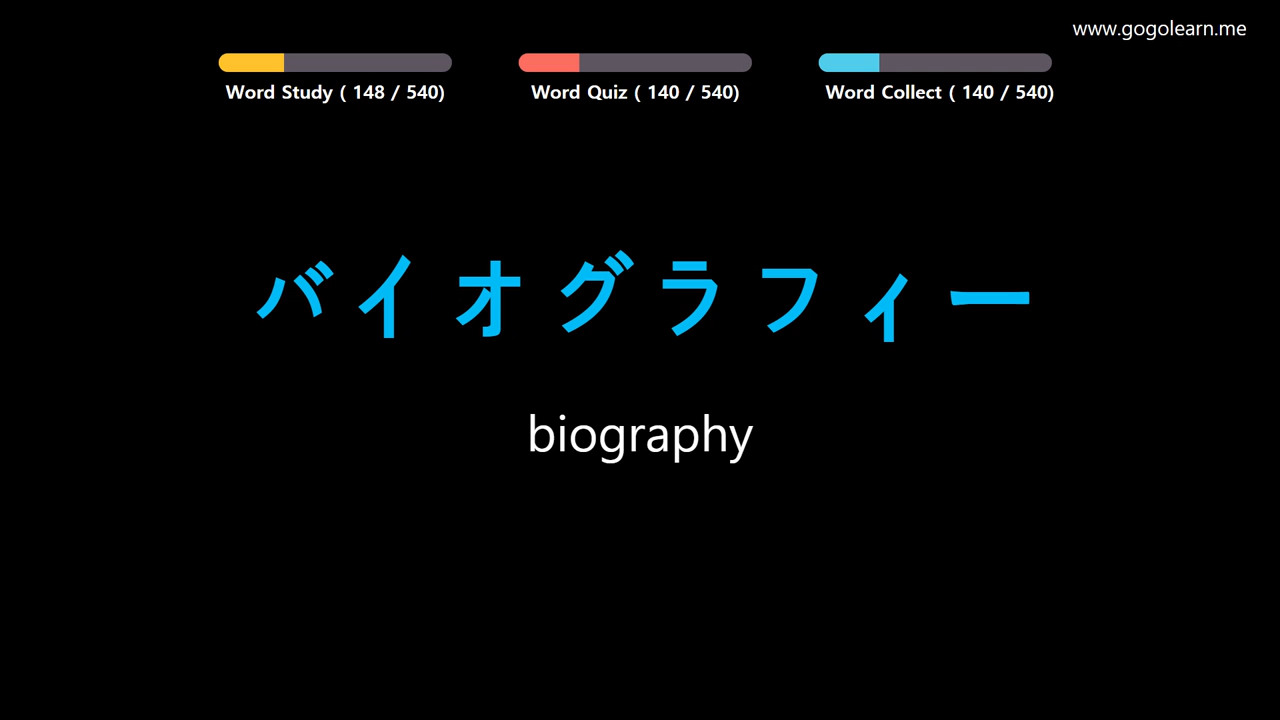 www.gogolearn.me
Word Study ( 148 / 540)
Word Quiz ( 140 / 540)
Word Collect ( 140 / 540)
バイオグラフィー
biography